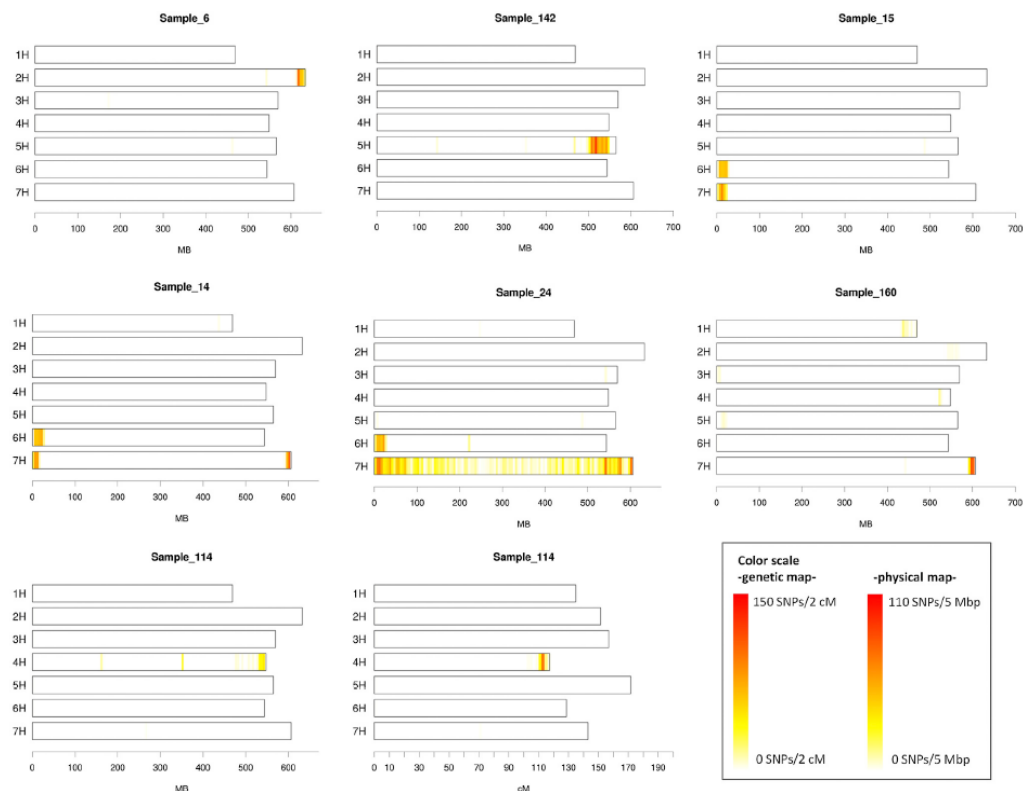 Sample_6
1H
2H
3H
4H
5H
6H
7H
0 100 200 300 400 500 600
MB
Sample_142
1H
2H
3H
4H
5H
6H
7H
0 100 200 300 400 500 600 700
MB
Sample_15
1H
2H
3H
4H
5H
6H
7H
0 100 200 300 400 500 600 700
MB
Sample_14
1H
2H
3H
4H
5H
6H
7H
0 100 200 300 400 500 600
MB
Sample_24
1H
2H
3H
4H
5H
6H
7H
0 100 200 300 400 500 600
MB
Sample_160
1H
2H
3H
4H
5H
6H
7H
0 100 200 300 400 500 600 700
MB
Sample_114
1H
2H
3H
4H
5H
6H
7H
0 100 200 300 400 500 600
MB
Sample_114
1H
2H
3H
4H
5H
6H
7H
0 10 30 50 70 90 110 130 150 170 190
cM
Color scale
-genetic map- -physical map-
150 SNPs/2 cM 110 SNPs/5 Mbp
0 SNPs/2 cM 0 SNPs/5 Mbp